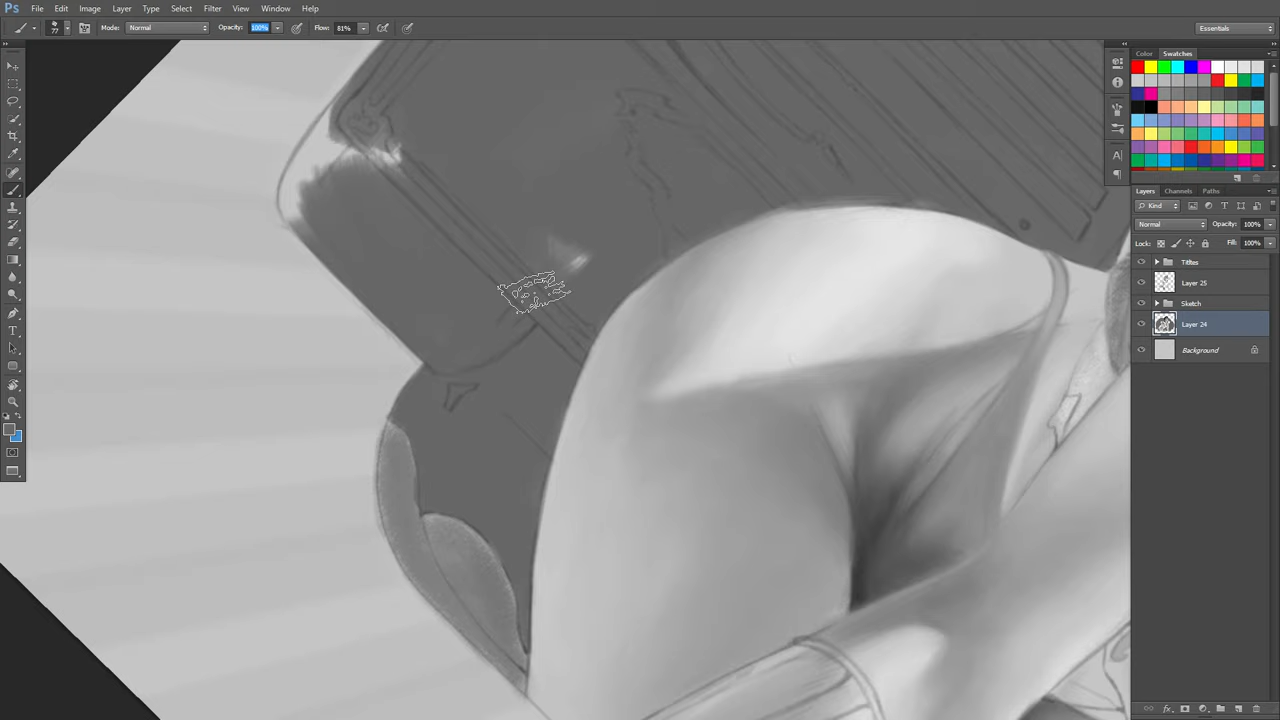 Ps File Edit Image Layer Type Select Filter View Window Help
77 Mode: Normal Opacity: 100% Flow: 81% Essentials
Color Swatches
Layers Channels Paths
Kind
Normal Opacity: 100%
Lock: Fill: 100%
Layer 25
Sketch
Layer 24
Background